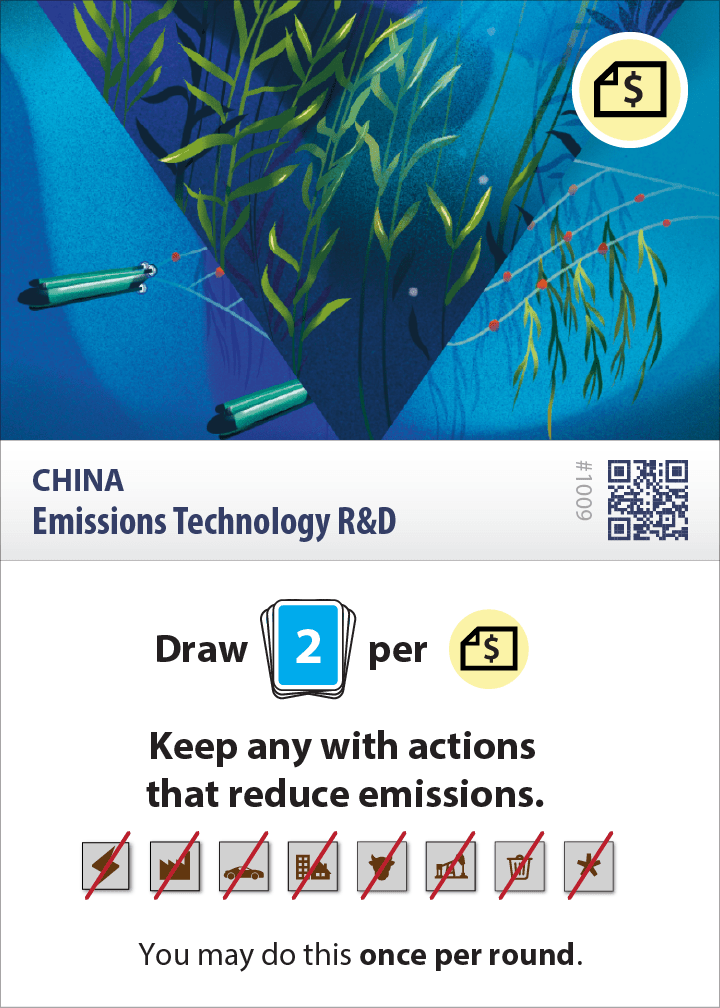 $
CHINA
Emissions Technology R&D
#1009
Draw 2 per $
Keep any with actions
that reduce emissions.
You may do this once per round.